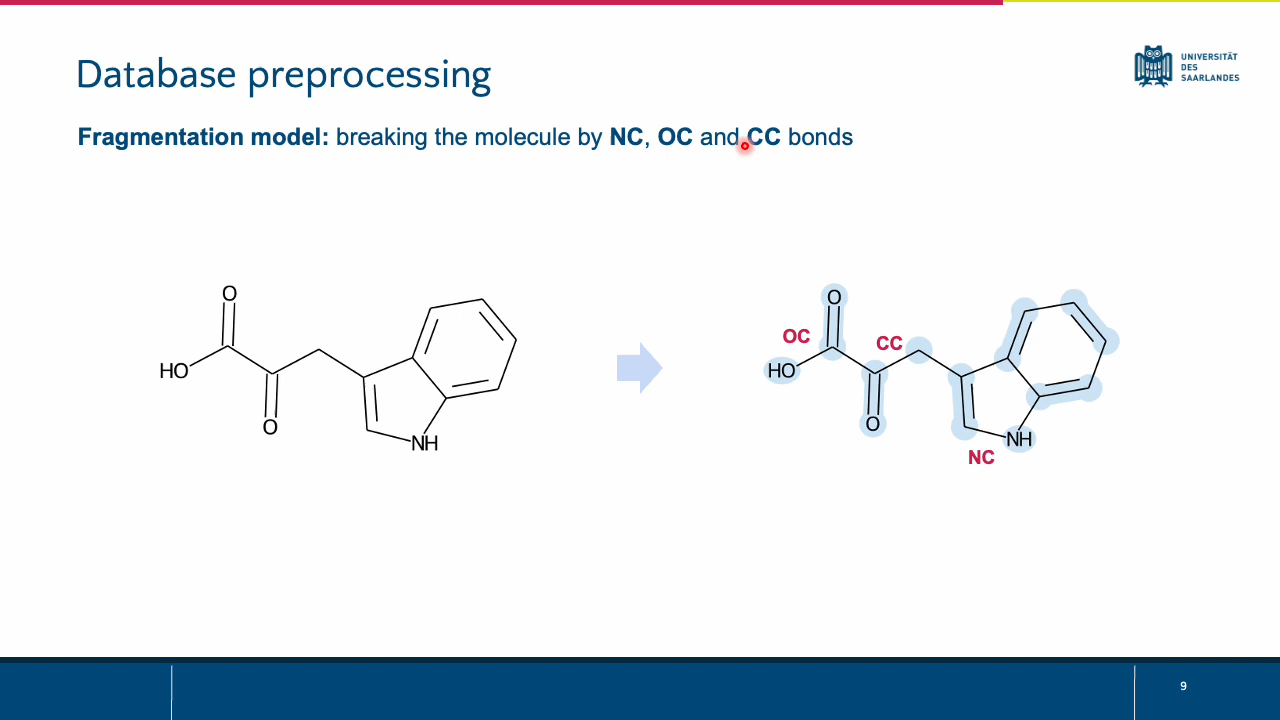 Database preprocessing
UNIVERSITÄT
DES
SAARLANDES
Fragmentation model: breaking the molecule by NC, OC and CC bonds
O
HO
O
NH
O
OC
CC
HO
O
NH
NC
9